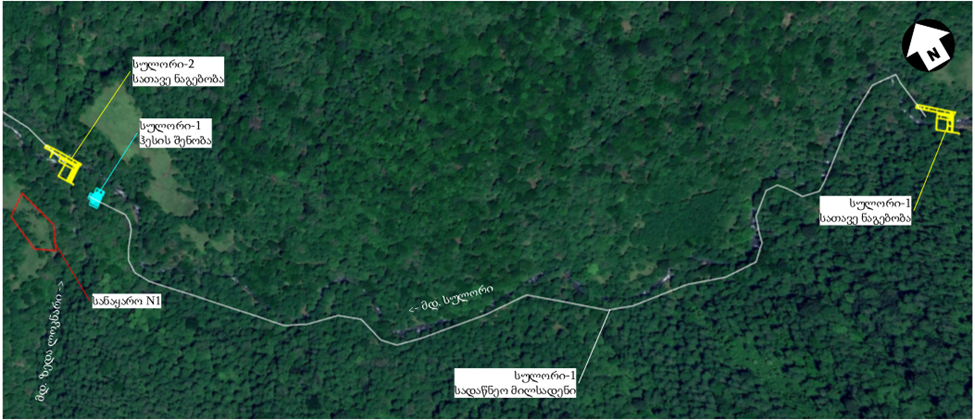 სულორი-2
სათავე ნაგებობა
სულორი-1
ჰესის შენობა
N
სულორი-1
სათავე ნაგებობა
სანაყარო N1
<- მდ. სულორი
მდ. ზედა ლოკნარი ->
სულორი-1
სადაწნეო მილსადენი